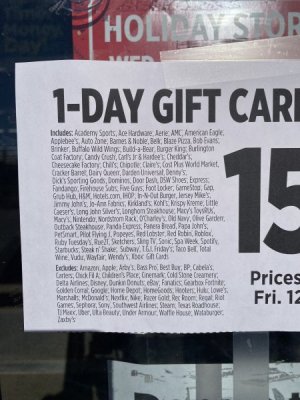 HOLIDAY STOR
1-DAY GIFT CAR
Includes: Academy Sports, Ace Hardware, Aerie, AMC, American Eagle,
Applebee's, Auto Zone, Barnes & Noble, Belk, Blaze Pizza, Bob Evans,
Brinker, Buffalo Wild Wings, Build-a-Bear, Burger King, Burlington
Coat Factory, Candy Crush, Carl's Jr & Hardee's, Cheddar's,
Cheesecake Factory, Chili's, Chipotle, Claire's, Cost Plus World Market,
Cracker Barrel, Dairy Queen, Darden Universal, Denny's,
Dick's Sporting Goods, Dominos, Door Dash, DSW Shoes, Express,
Fandango, Firehouse Subs, Five Guys, Foot Locker, GameStop, Gap,
Grub Hub, H&M, Hotels.com, IHOP, In-N-Out Burger, Jersey Mike's,
Jimmy John's, Jo-Ann Fabrics, Kirkland's, Kohl's, Krispy Kreme, Little
Caeser's, Long John Silver's, Longhorn Steakhouse, Macy's ToysRUs,
Macy's, Nintendo, Nordstrom Rack, O'Charley's, Old Navy, Olive Garden,
Outback Steakhouse, Panda Express, Panera Bread, Papa John's,
PetSmart, Pilot Flying J, Popeyes, Red Lobster, Red Robin, Roblox,
Ruby Tuesday's, Rue21, Sketchers, Sling TV, Sonic, Spa Week, Spotify,
Starbucks, Steak n' Shake, Subway, T.G.I. Friday's, Taco Bell, Total
Wine, Vudu, Wayfair, Wendy's, Xbox Gift Cards
Excludes: Amazon, Apple, Arby's, Bass Pro, Best Buy, BP, Cabela's,
Carters, Chick Fil A, Children's Place, Cinemark, Cold Stone Creamery,
Delta Airlines, Disney, Dunkin Donuts, eBay, Fanatics, Gearbox Fortnite,
Golden Corral, Google, Home Depot, HomeGoods, Hooters, Hulu, Lowe's,
Marshalls, McDonald's, Netflix, Nike, Razer Gold, Rec Room, Regal, Riot
Games, Sephora, Sony, Southwest Airlines, Steam, Texas Roadhouse,
TJ Maxx, Uber, Ulta Beauty, Under Armour, Waffle House, Wataburger,
Zaxby's
15
Prices
Fri. 12